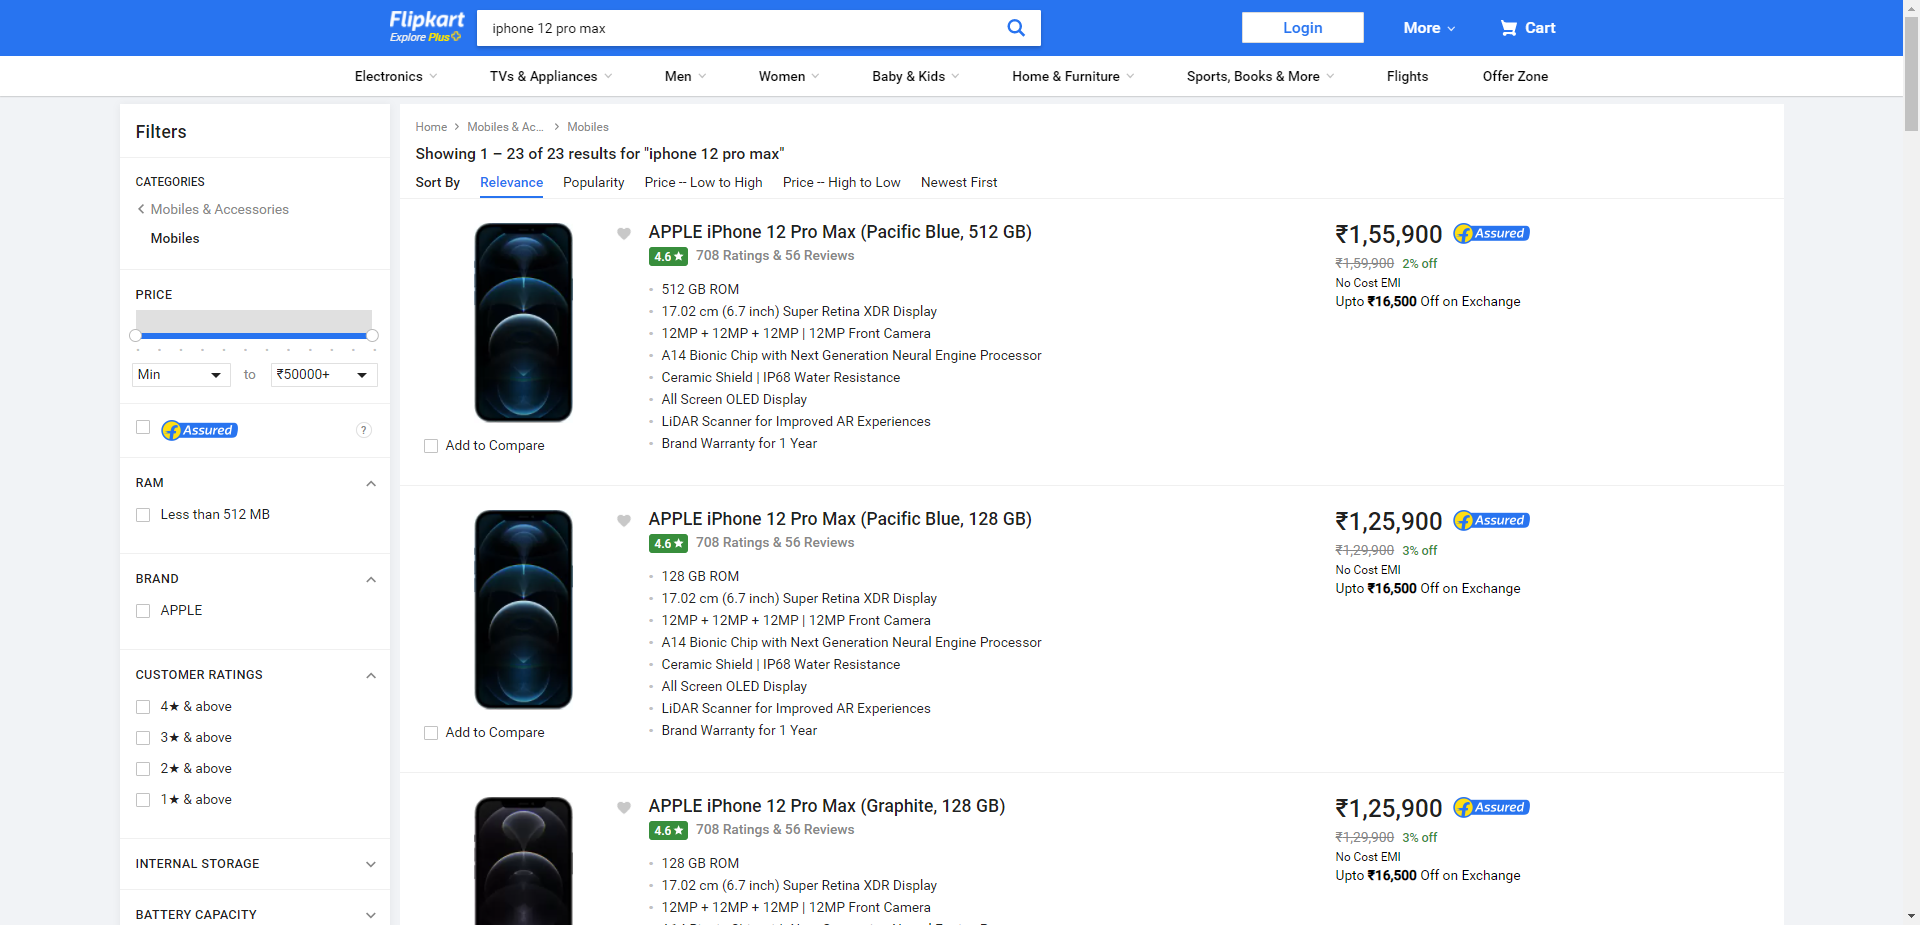 Flipkart
Explore Plus
iphone 12 pro max
Login
More
Cart
Electronics
TVs & Appliances
Men
Women
Baby & Kids
Home & Furniture
Sports, Books & More
Flights
Offer Zone
Filters
CATEGORIES
Mobiles & Accessories
Mobiles
PRICE
Min
to
₹50000+
Assured
?
RAM
Less than 512 MB
BRAND
APPLE
CUSTOMER RATINGS
4★ & above
3★ & above
2★ & above
1★ & above
INTERNAL STORAGE
BATTERY CAPACITY
Home > Mobiles & Ac... > Mobiles
Showing 1 – 23 of 23 results for "iphone 12 pro max"
Sort By Relevance Popularity Price -- Low to High Price -- High to Low Newest First
APPLE iPhone 12 Pro Max (Pacific Blue, 512 GB)
4.6★ 708 Ratings & 56 Reviews
512 GB ROM
17.02 cm (6.7 inch) Super Retina XDR Display
12MP + 12MP + 12MP | 12MP Front Camera
A14 Bionic Chip with Next Generation Neural Engine Processor
Ceramic Shield | IP68 Water Resistance
All Screen OLED Display
LiDAR Scanner for Improved AR Experiences
Brand Warranty for 1 Year
Add to Compare
₹1,55,900
Assured
₹1,59,900 2% off
No Cost EMI
Upto ₹16,500 Off on Exchange
APPLE iPhone 12 Pro Max (Pacific Blue, 128 GB)
4.6★ 708 Ratings & 56 Reviews
128 GB ROM
17.02 cm (6.7 inch) Super Retina XDR Display
12MP + 12MP + 12MP | 12MP Front Camera
A14 Bionic Chip with Next Generation Neural Engine Processor
Ceramic Shield | IP68 Water Resistance
All Screen OLED Display
LiDAR Scanner for Improved AR Experiences
Brand Warranty for 1 Year
Add to Compare
₹1,25,900
Assured
₹1,29,900 3% off
No Cost EMI
Upto ₹16,500 Off on Exchange
APPLE iPhone 12 Pro Max (Graphite, 128 GB)
4.6★ 708 Ratings & 56 Reviews
128 GB ROM
17.02 cm (6.7 inch) Super Retina XDR Display
12MP + 12MP + 12MP | 12MP Front Camera
₹1,25,900
Assured
₹1,29,900 3% off
No Cost EMI
Upto ₹16,500 Off on Exchange